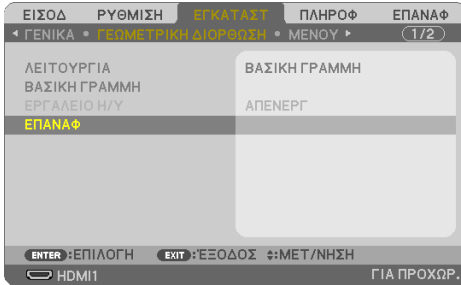 ΕΙΣΟΔ ΡΥΘΜΙΣΗ ΕΓΚΑΤΑΣΤ ΠΛΗΡΟΦ ΕΠΑΝΑΦ
ΓΕΝΙΚΑ • ΓΕΩΜΕΤΡΙΚΗ ΔΙΟΡΘΩΣΗ • ΜΕΝΟΥ 1/2
ΛΕΙΤΟΥΡΓΙΑ ΒΑΣΙΚΗ ΓΡΑΜΜΗ
ΒΑΣΙΚΗ ΓΡΑΜΜΗ
ΕΡΓΑΛΕΙΟ Η/Υ ΑΠΕΝΕΡΓ
ΕΠΑΝΑΦ
ENTER :ΕΠΙΛΟΓΗ EXIT :ΈΞΟΔΟΣ :ΜΕΤ/ΝΗΣΗ
HDMI1 ΓΙΑ ΠΡΟΧΩΡ.